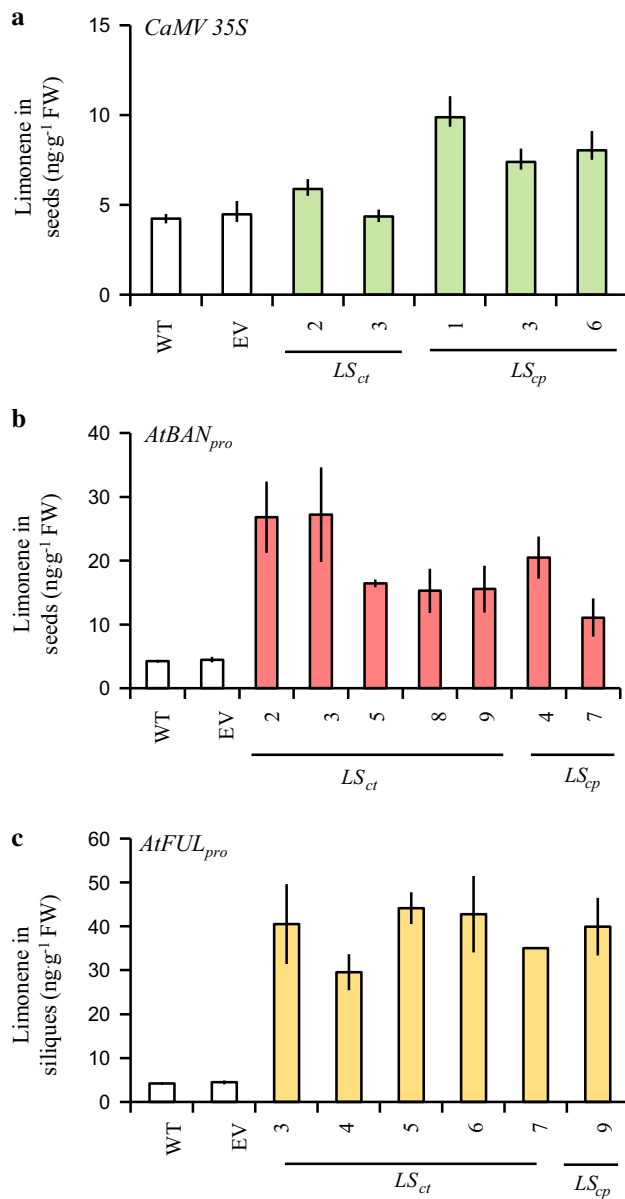 a
CaMV 35S
Limonene in
seeds (ng·g-1 FW)
15
10
5
0
WT
EV
2
3
1
3
6
LSct
LScp
b
AtBANpro
Limonene in
seeds (ng·g-1 FW)
40
30
20
10
0
WT
EV
2
3
5
8
9
4
7
LSct
LScp
c
AtFULpro
Limonene in
siliques (ng·g-1 FW)
60
50
40
30
20
10
0
WT
EV
3
4
5
6
7
9
LSct
LScp